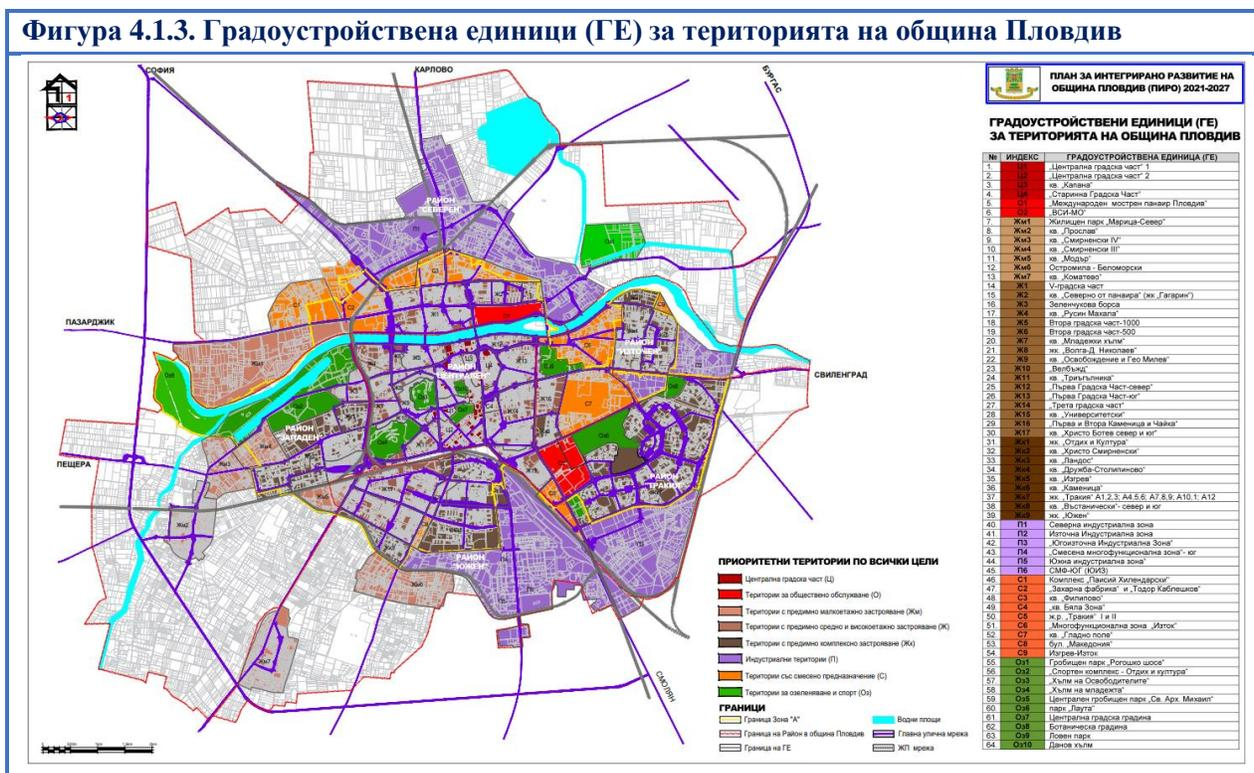 Фигура 4.1.3. Градоустройствена единици (ГЕ) за територията на община Пловдив
СОФИЯ
КАРЛОВО
БУРГАС
ПАЗАРДЖИК
СВИЛЕНГРАД
ПЕЩЕРА
СМОЛЯН
РАЙОН "СЕВЕРЕН"
РАЙОН "ИЗТОЧЕН"
РАЙОН "ЦЕНТРАЛЕН"
РАЙОН "ЗАПАДЕН"
РАЙОН "ТРАКИЯ"
РАЙОН "ЮЖЕН"
ПЛАН ЗА ИНТЕГРИРАНО РАЗВИТИЕ НА
ОБЩИНА ПЛОВДИВ (ПИРО) 2021-2027
ГРАДОУСТРОЙСТВЕНИ ЕДИНИЦИ (ГЕ)
ЗА ТЕРИТОРИЯТА НА ОБЩИНА ПЛОВДИВ
№ ИНДЕКС ГРАДОУСТРОЙСТВЕНА ЕДИНИЦА (ГЕ)
1. Ц1 „Централна градска част" 1
2. Ц2 „Централна градска част" 2
3. Ц3 кв. „Капана"
4. Ц4 „Старинна Градска Част"
5. О1 „Международен мострен панаир Пловдив"
6. О2 „ВСИ-МО"
7. Жм1 Жилищен парк „Марица-Север"
8. Жм2 кв. „Прослав"
9. Жм3 кв. „Смирненски IV"
10. Жм4 кв. „Смирненски III"
11. Жм5 кв. „Модър"
12. Жм6 Остромила - Беломорски
13. Жм7 кв. „Коматево"
14. Ж1 V-градска част
15. Ж2 кв. „Северно от панаира" (жк „Гагарин")
16. Ж3 Зеленчукова борса
17. Ж4 кв. „Русин Махала"
18. Ж5 Втора градска част-1000
19. Ж6 Втора градска част-500
20. Ж7 кв. „Младежки хълм"
21. Ж8 жк. „Волга-Д. Николаев"
22. Ж9 кв. „Освобождение и Гео Милев"
23. Ж10 „Велбъжд"
24. Ж11 кв. „Триъгълника"
25. Ж12 „Първа Градска Част-север"
26. Ж13 „Първа Градска Част-юг"
27. Ж14 „Трета градска част"
28. Ж15 кв. „Университетски"
29. Ж16 „Първа и Втора Каменица и Чайка"
30. Ж17 кв. „Христо Ботев север и юг"
31. Жк1 жк. „Отдих и Култура"
32. Жк2 кв. „Христо Смирненски"
33. Жк3 кв. „Ландос"
34. Жк4 кв. „Дружба-Столипиново"
35. Жк5 кв. „Изгрев"
36. Жк6 кв. „Каменица"
37. Жк7 жк. „Тракия" А1,2,3; А4,5,6; А7,8,9; А10,1; А12
38. Жк8 кв. „Въстанически"- север и юг
39. Жк9 жк. „Южен"
40. П1 Северна индустриална зона
41. П2 Източна Индустриална зона
42. П3 „Югоизточна Индустриална Зона"
43. П4 „Смесена многофункционална зона"- юг
44. П5 Южна индустриална зона"
45. П6 СМФ-ЮГ (ЮИЗ)
46. С1 Комплекс „Паисий Хилендарски"
47. С2 „Захарна фабрика" и „Тодор Каблешков"
48. С3 кв. „Филипово"
49. С4 „кв. Бяла Зона"
50. С5 ж.р. „Тракия" I и II
51. С6 „Многофункционална зона „Изток"
52. С7 кв. „Гладно поле"
53. С8 бул. „Македония"
54. С9 Изгрев-Изток
55. Оз1 Гробищен парк „Рогошко шосе"
56. Оз2 „Спортен комплекс - Отдих и култура"
57. Оз3 „Хълм на Освободителите"
58. Оз4 „Хълм на младежта"
59. Оз5 Централен гробищен парк „Св. Арх. Михаил"
60. Оз6 парк „Лаута"
61. Оз7 Централна градска градина
62. Оз8 Ботаническа градина
63. Оз9 Ловен парк
64. Оз10 Данов хълм
ПРИОРИТЕТНИ ТЕРИТОРИИ ПО ВСИЧКИ ЦЕЛИ
Централна градска част (Ц)
Територии за обществено обслужване (О)
Територии с предимно малкоетажно застрояване (Жм)
Територии с предимно средно и високоетажно застрояване (Ж)
Територии с предимно комплексно застрояване (Жк)
Индустриални територии (П)
Територии със смесено предназначение (С)
Територии за озеленяване и спорт (Оз)
ГРАНИЦИ
Граница Зона "А"
Граница на Район в община Пловдив
Граница на ГЕ
Водни площи
Главна улична мрежа
ЖП мрежа